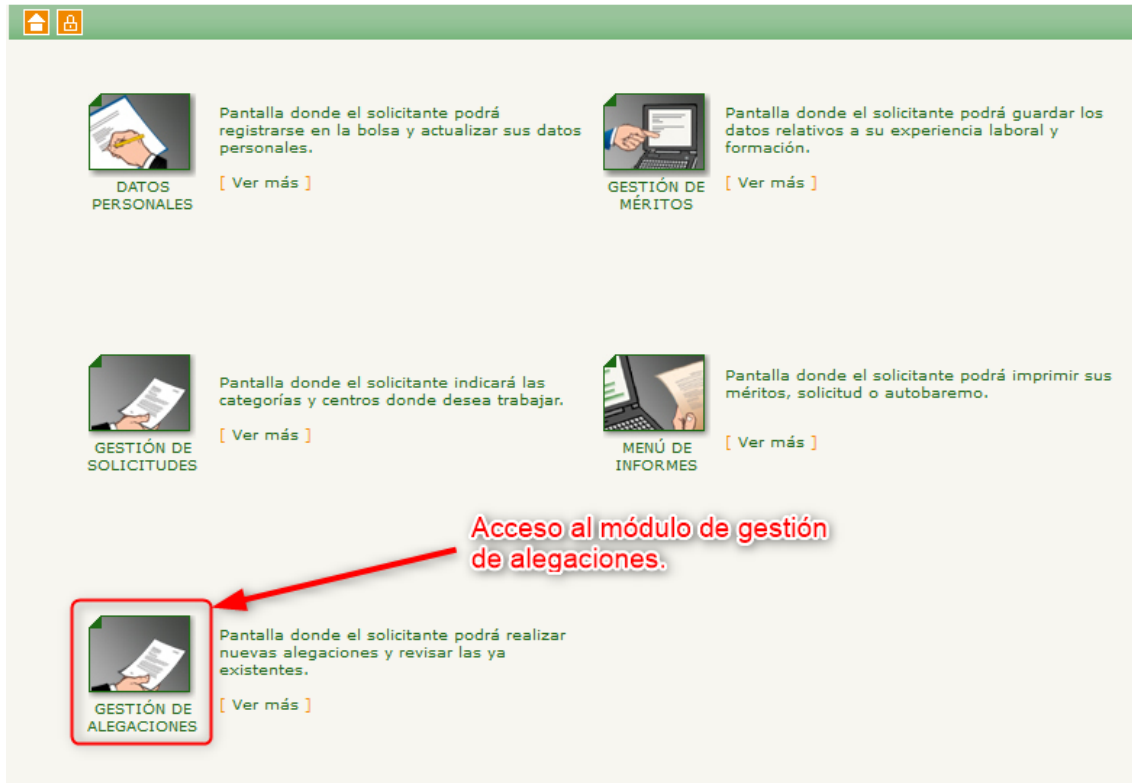 Pantalla donde el solicitante podrá
registrarse en la bolsa y actualizar sus datos
personales.
[ Ver más ]
DATOS
PERSONALES
Pantalla donde el solicitante podrá guardar los
datos relativos a su experiencia laboral y
formación.
[ Ver más ]
GESTIÓN DE
MÉRITOS
Pantalla donde el solicitante indicará las
categorías y centros donde desea trabajar.
[ Ver más ]
GESTIÓN DE
SOLICITUDES
Pantalla donde el solicitante podrá imprimir sus
méritos, solicitud o autobaremo.
[ Ver más ]
MENÚ DE
INFORMES
Acceso al módulo de gestión
de alegaciones.
Pantalla donde el solicitante podrá realizar
nuevas alegaciones y revisar las ya
existentes.
[ Ver más ]
GESTIÓN DE
ALEGACIONES